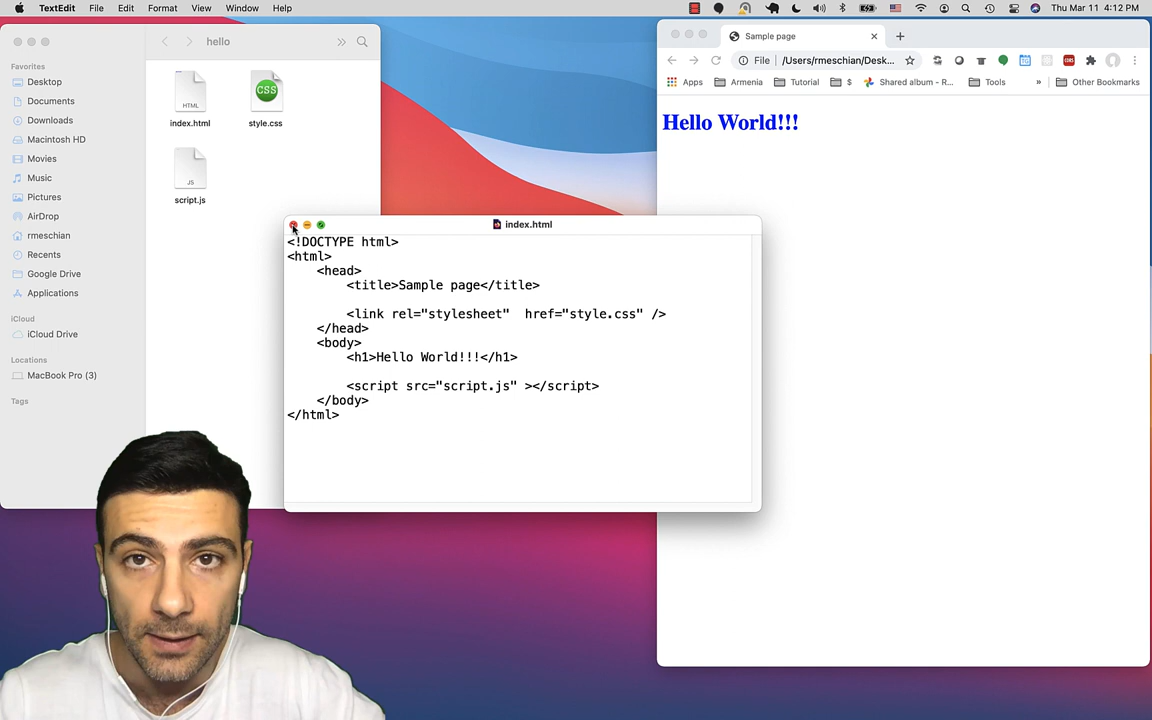 TextEdit File Edit Format View Window Help
Thu Mar 11 4:12 PM
hello
Favorites
Desktop
Documents
Downloads
Macintosh HD
Movies
Music
Pictures
AirDrop
rmeschian
Recents
Google Drive
Applications
iCloud
iCloud Drive
Locations
MacBook Pro (3)
Tags
HTML
index.html
CSS
style.css
JS
script.js
index.html
<!DOCTYPE html>
<html>
<head>
<title>Sample page</title>
<link rel="stylesheet"  href="style.css" />
</head>
<body>
<h1>Hello World!!!</h1>
<script src="script.js" ></script>
</body>
</html>
Sample page
File /Users/rmeschian/Desk...
Apps Armenia Tutorial $ Shared album - R... Tools » Other Bookmarks
Hello World!!!